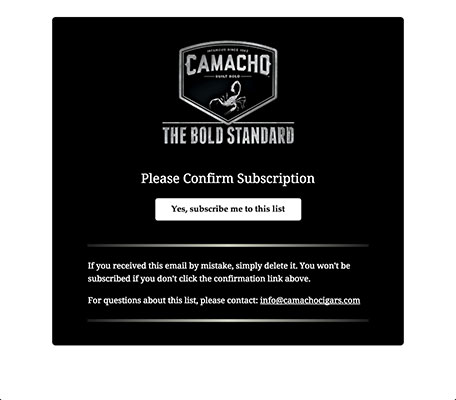 INFAMOUS SINCE 1962
CAMACHO
BUILT BOLD
THE BOLD STANDARD
Please Confirm Subscription
Yes, subscribe me to this list
If you received this email by mistake, simply delete it. You won't be
subscribed if you don't click the confirmation link above.
For questions about this list, please contact: info@camachocigars.com